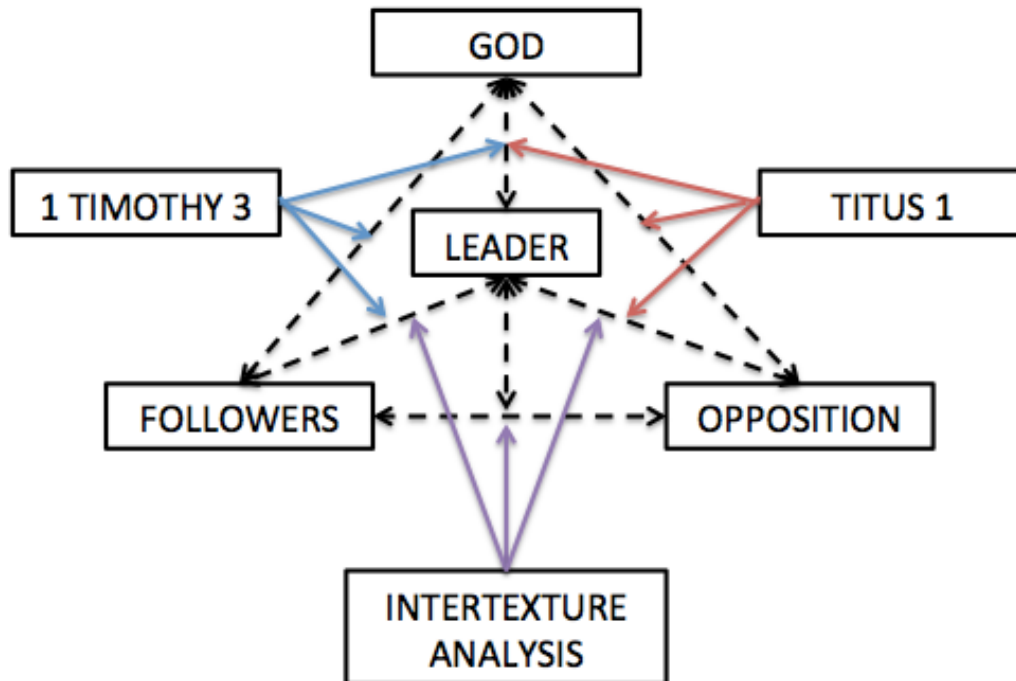 GOD
1 TIMOTHY 3
TITUS 1
LEADER
FOLLOWERS
OPPOSITION
INTERTEXTURE
ANALYSIS